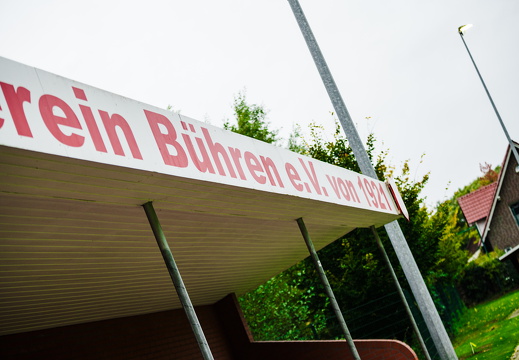 erein Bühren e.V. von 1921